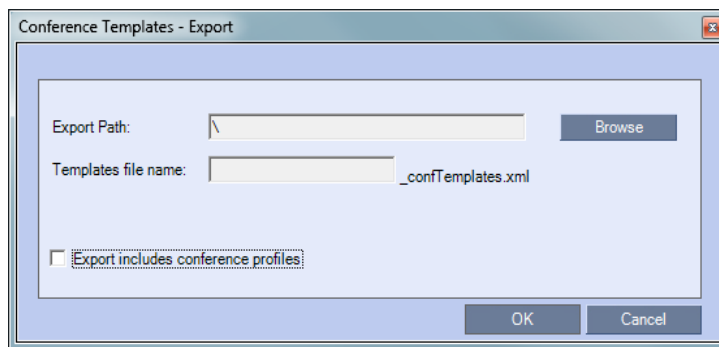 Conference Templates - Export
Export Path: \ Browse
Templates file name: _confTemplates.xml
Export includes conference profiles
OK Cancel